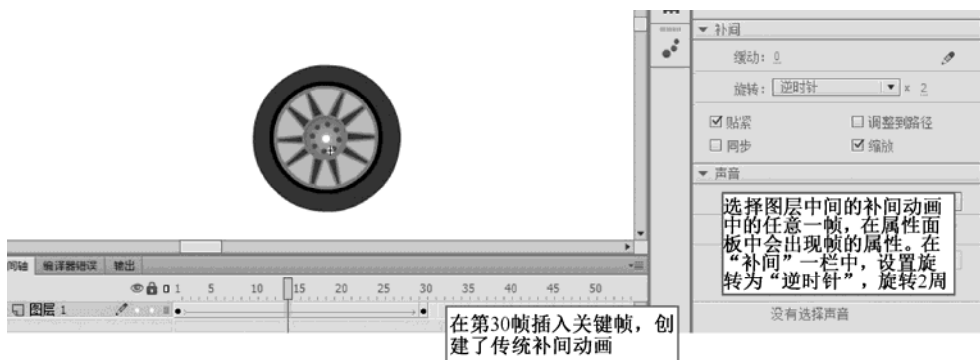 补间
缓动: 0
旋转: 逆时针 x 2
贴紧 调整到路径
同步 缩放
声音
选择图层中间的补间动画
中的任意一帧，在属性面
板中会出现帧的属性。在
“补间”一栏中，设置旋
转为“逆时针”，旋转2周
没有选择声音
间轴 编译器错误 输出
1 5 10 15 20 25 30 35 40 45 50
图层 1
在第30帧插入关键帧，创
建了传统补间动画